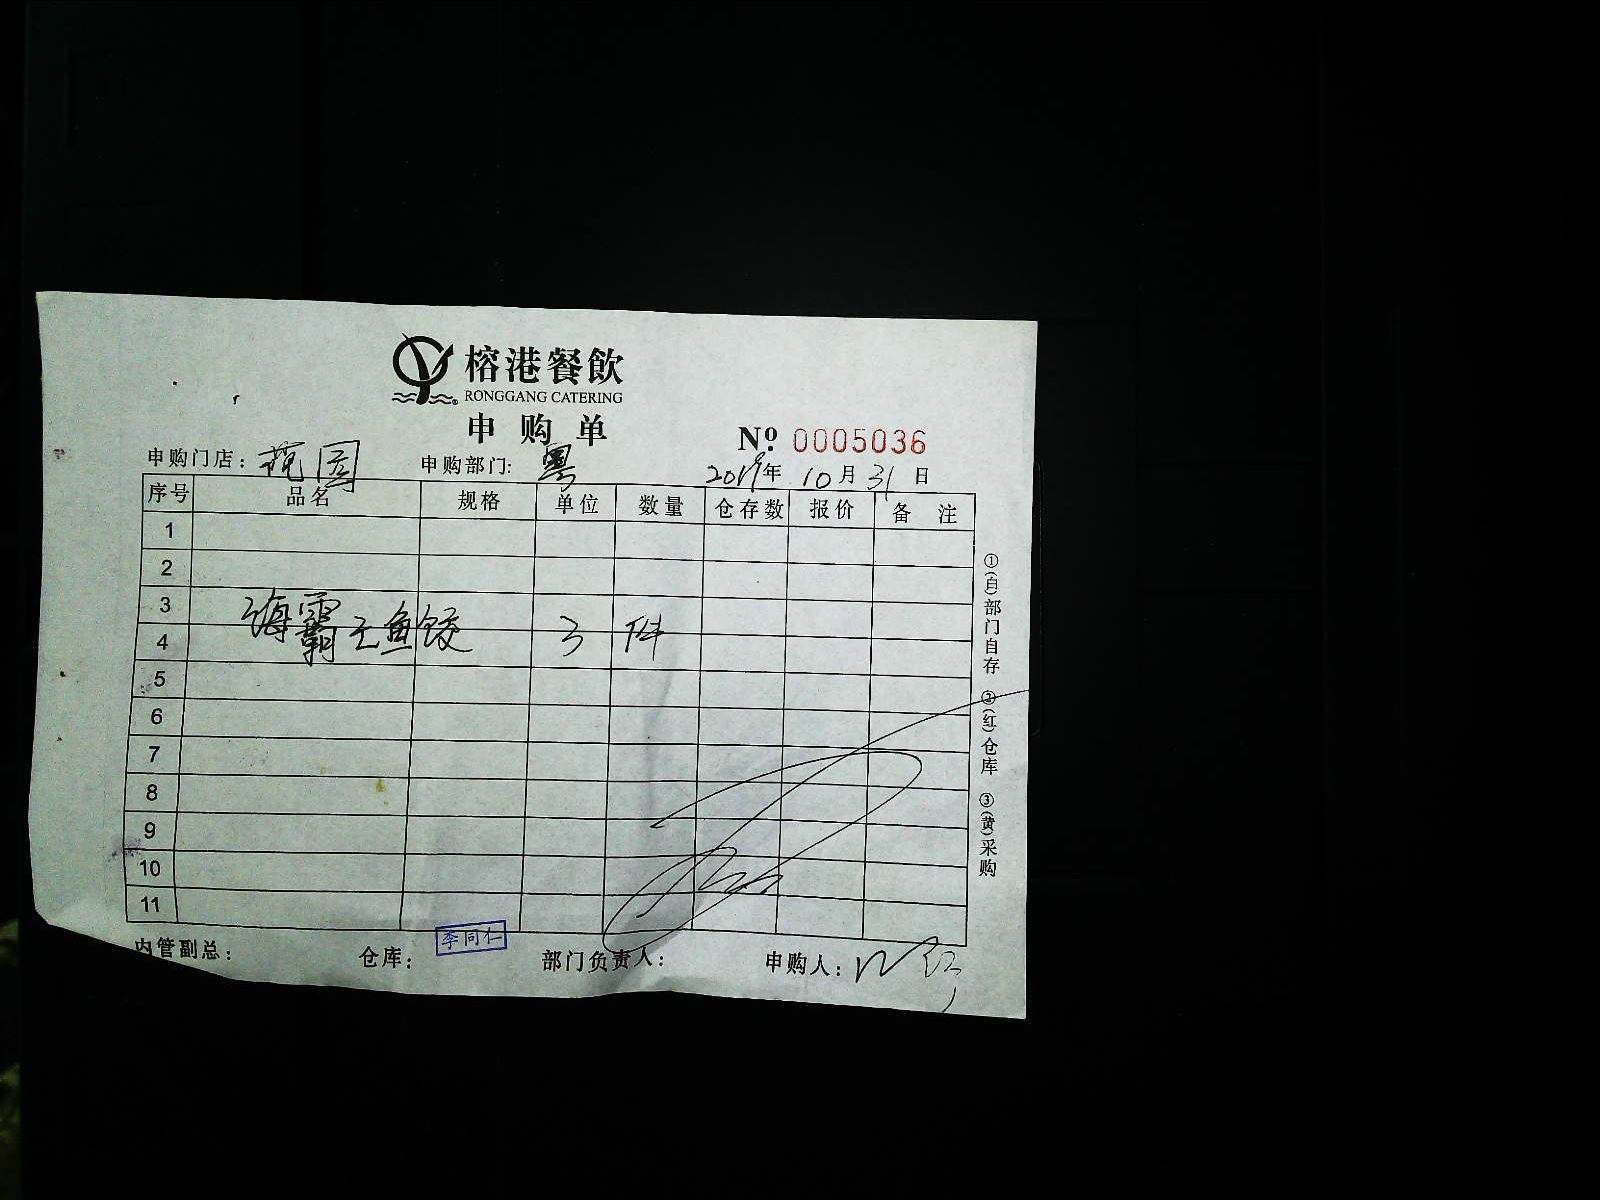 榕港餐飲
RONGGANG CATERING
申购单
№ 0005036
申购门店: 苑园 申购部门: 粤 2019年 10月 31日
序号 品名 规格 单位 数量 仓存数 报价 备注
1
2
3
海霸王鱼饺 3 件
4
5
6
7
8
9
10
11
内管副总: 仓库: 李同仁 部门负责人: 申购人:
①(白)部门自存 ②(红)仓库 ③(黄)采购